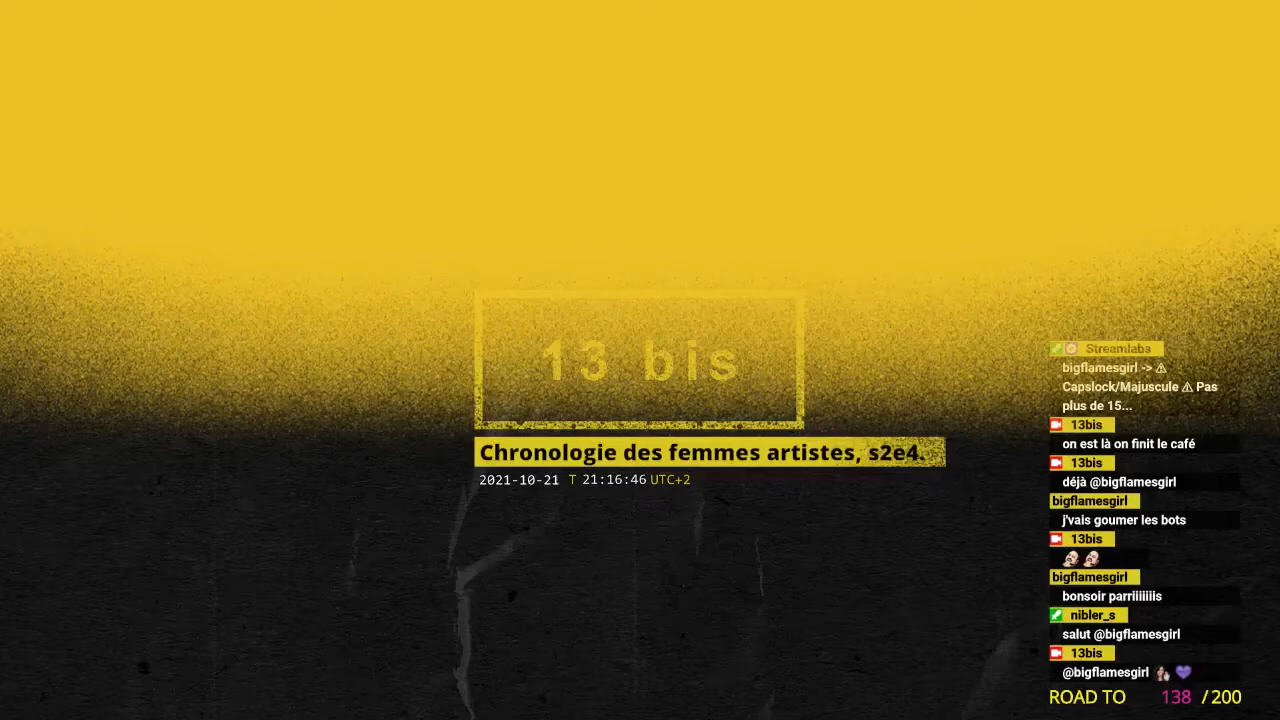 13 bis
Chronologie des femmes artistes, s2e4.
2021-10-21 T 21:16:46 UTC+2
Streamlabs
bigflamesgirl -> ⚠
Capslock/Majuscule ⚠ Pas
plus de 15...
13bis
on est là on finit le café
13bis
déjà @bigflamesgirl
bigflamesgirl
j'vais goumer les bots
13bis
bigflamesgirl
bonsoir parriiiiiiis
nibler_s
salut @bigflamesgirl
13bis
@bigflamesgirl
ROAD TO 138 / 200